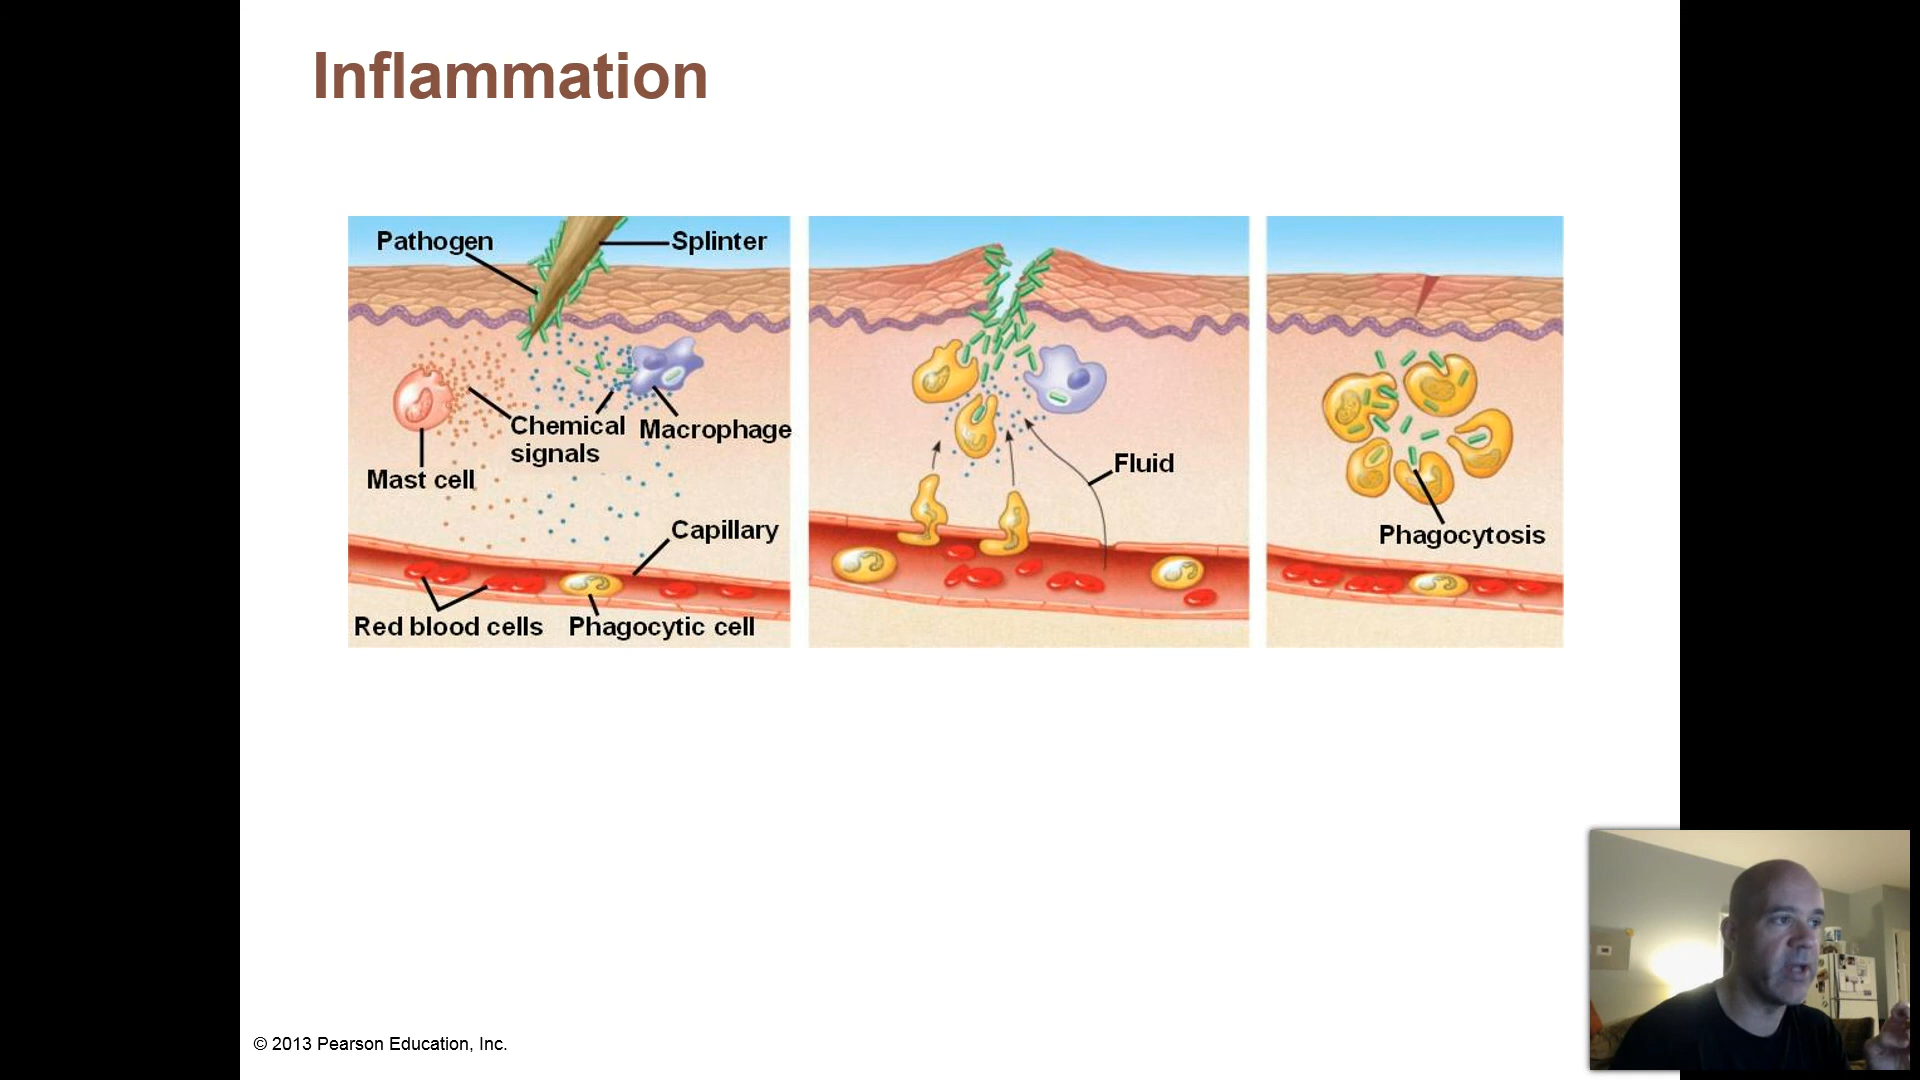 Inflammation
Pathogen
Splinter
Chemical
signals
Macrophage
Mast cell
Capillary
Red blood cells
Phagocytic cell
Fluid
Phagocytosis
© 2013 Pearson Education, Inc.